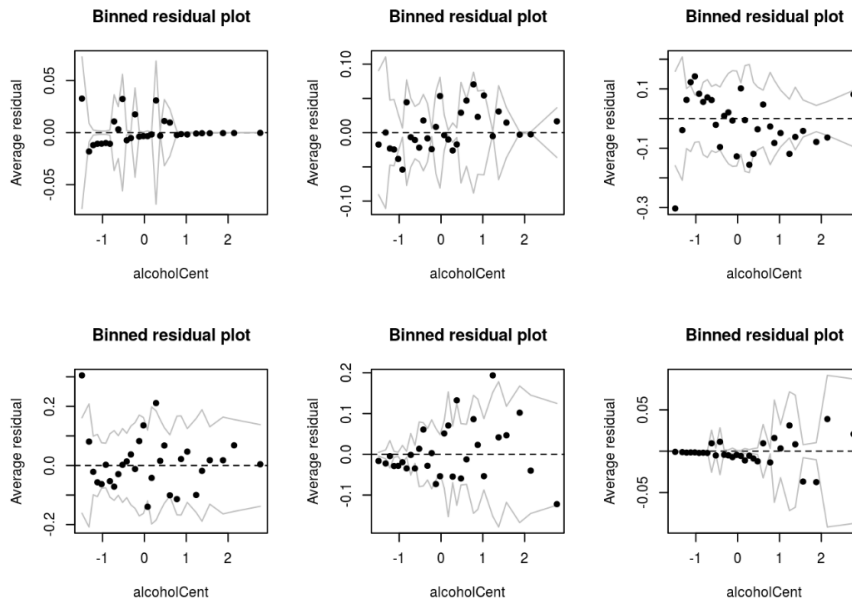 Binned residual plot Binned residual plot Binned residual plot
Average residual Average residual Average residual
0.05 0.10 0.1
0.00 0.00 -0.1
-0.05 -0.10 -0.3
-1 0 1 2 -1 0 1 2 -1 0 1 2
alcoholCent alcoholCent alcoholCent
Binned residual plot Binned residual plot Binned residual plot
Average residual Average residual Average residual
0.2 0.2 0.05
0.0 0.1 -0.05
-0.2 0.0
-0.1
-1 0 1 2 -1 0 1 2 -1 0 1 2
alcoholCent alcoholCent alcoholCent